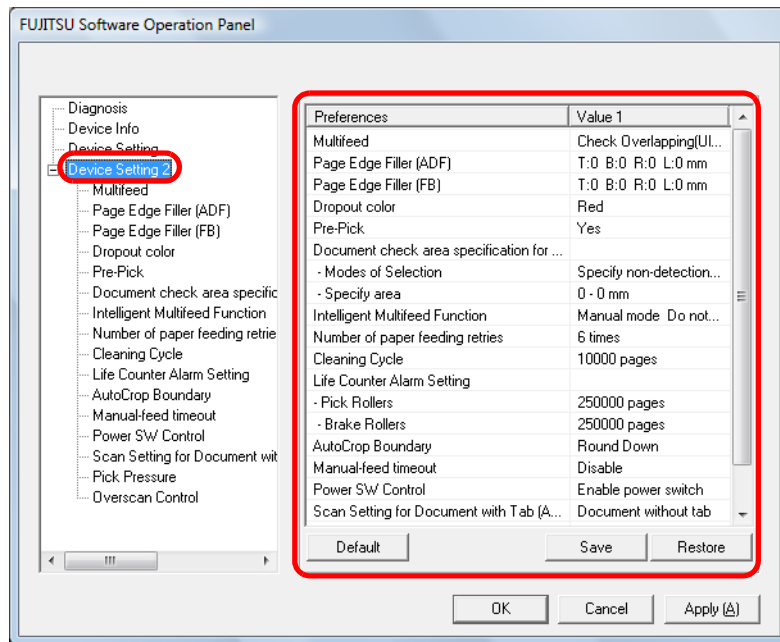 FUJITSU Software Operation Panel
Diagnosis
Device Info
Device Setting
Device Setting 2
Multifeed
Page Edge Filler (ADF)
Page Edge Filler (FB)
Dropout color
Pre-Pick
Document check area specific
Intelligent Multifeed Function
Number of paper feeding retrie
Cleaning Cycle
Life Counter Alarm Setting
AutoCrop Boundary
Manual-feed timeout
Power SW Control
Scan Setting for Document wit
Pick Pressure
Overscan Control
Preferences Value 1
Multifeed Check Overlapping(Ul...
Page Edge Filler (ADF) T:0 B:0 R:0 L:0 mm
Page Edge Filler (FB) T:0 B:0 R:0 L:0 mm
Dropout color Red
Pre-Pick Yes
Document check area specification for ...
- Modes of Selection Specify non-detection...
- Specify area 0 - 0 mm
Intelligent Multifeed Function Manual mode Do not...
Number of paper feeding retries 6 times
Cleaning Cycle 10000 pages
Life Counter Alarm Setting
- Pick Rollers 250000 pages
- Brake Rollers 250000 pages
AutoCrop Boundary Round Down
Manual-feed timeout Disable
Power SW Control Enable power switch
Scan Setting for Document with Tab (A... Document without tab
Default Save Restore
OK Cancel Apply (A)